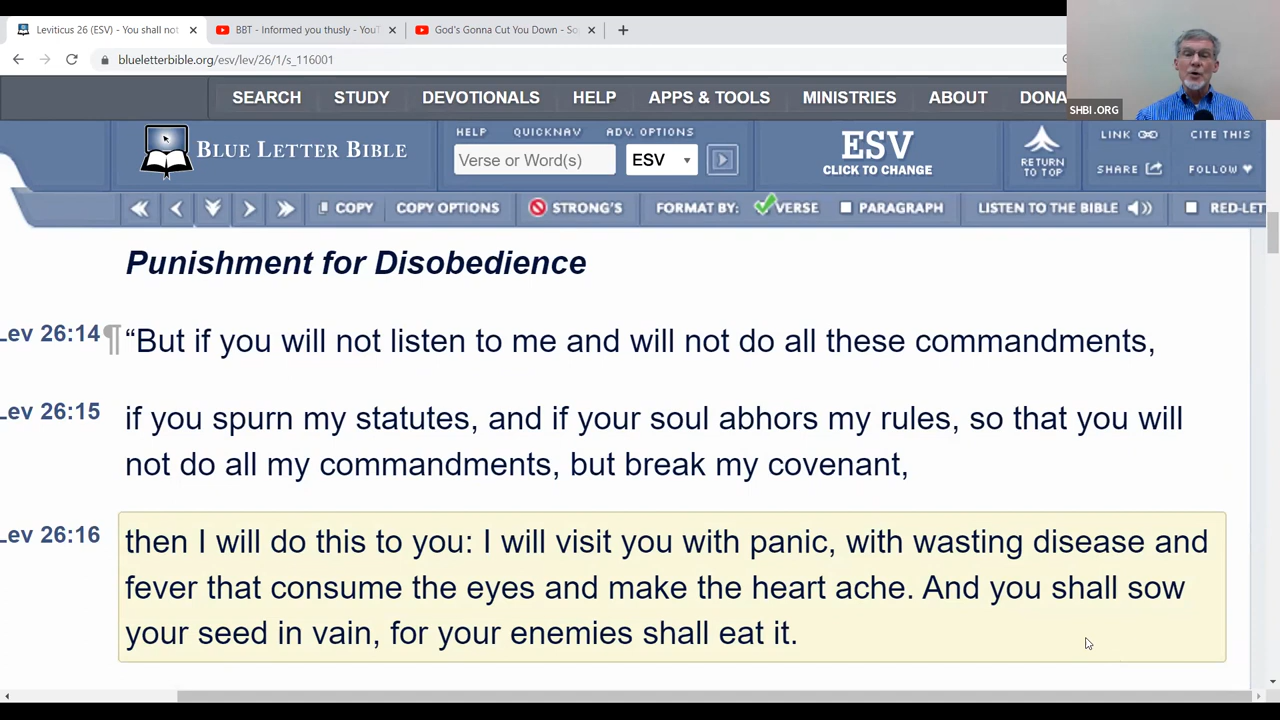 Leviticus 26 (ESV) - You shall not
BBT - Informed you thusly - You
God's Gonna Cut You Down - So
blueletterbible.org/esv/lev/26/1/s_116001
SHBI.ORG
SEARCH STUDY DEVOTIONALS HELP APPS & TOOLS MINISTRIES ABOUT DONA
BLUE LETTER BIBLE
HELP QUICKNAV ADV. OPTIONS
Verse or Word(s) ESV
ESV
CLICK TO CHANGE
RETURN
TO TOP
LINK CITE THIS
SHARE FOLLOW
COPY COPY OPTIONS STRONG'S FORMAT BY: VERSE PARAGRAPH LISTEN TO THE BIBLE RED-LET
Punishment for Disobedience
Lev 26:14 ¶ “But if you will not listen to me and will not do all these commandments,
Lev 26:15 if you spurn my statutes, and if your soul abhors my rules, so that you will
not do all my commandments, but break my covenant,
Lev 26:16 then I will do this to you: I will visit you with panic, with wasting disease and
fever that consume the eyes and make the heart ache. And you shall sow
your seed in vain, for your enemies shall eat it.